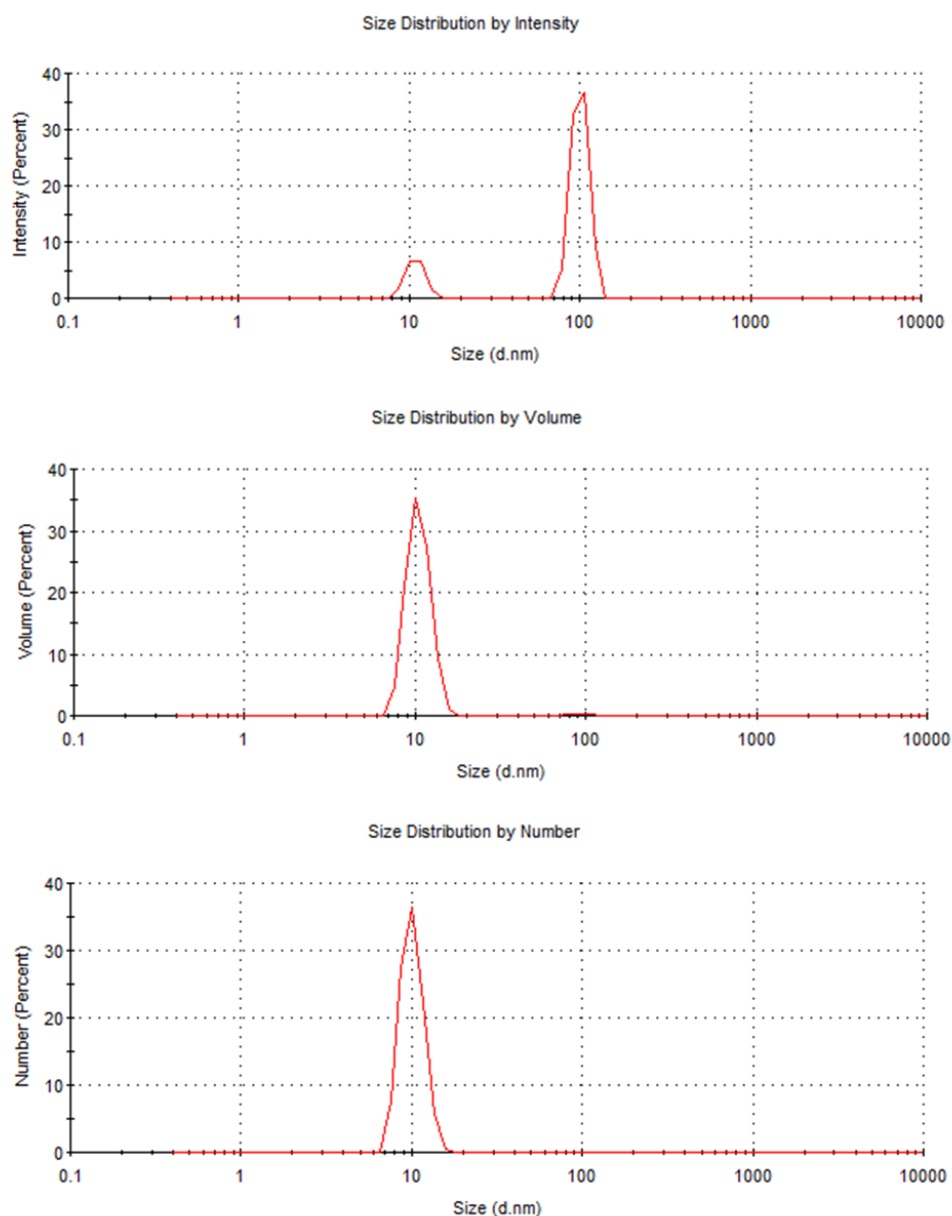 Size Distribution by Intensity
Intensity (Percent)
40
30
20
10
0
0.1 1 10 100 1000 10000
Size (d.nm)
Size Distribution by Volume
Volume (Percent)
40
30
20
10
0
0.1 1 10 100 1000 10000
Size (d.nm)
Size Distribution by Number
Number (Percent)
40
30
20
10
0
0.1 1 10 100 1000 10000
Size (d.nm)